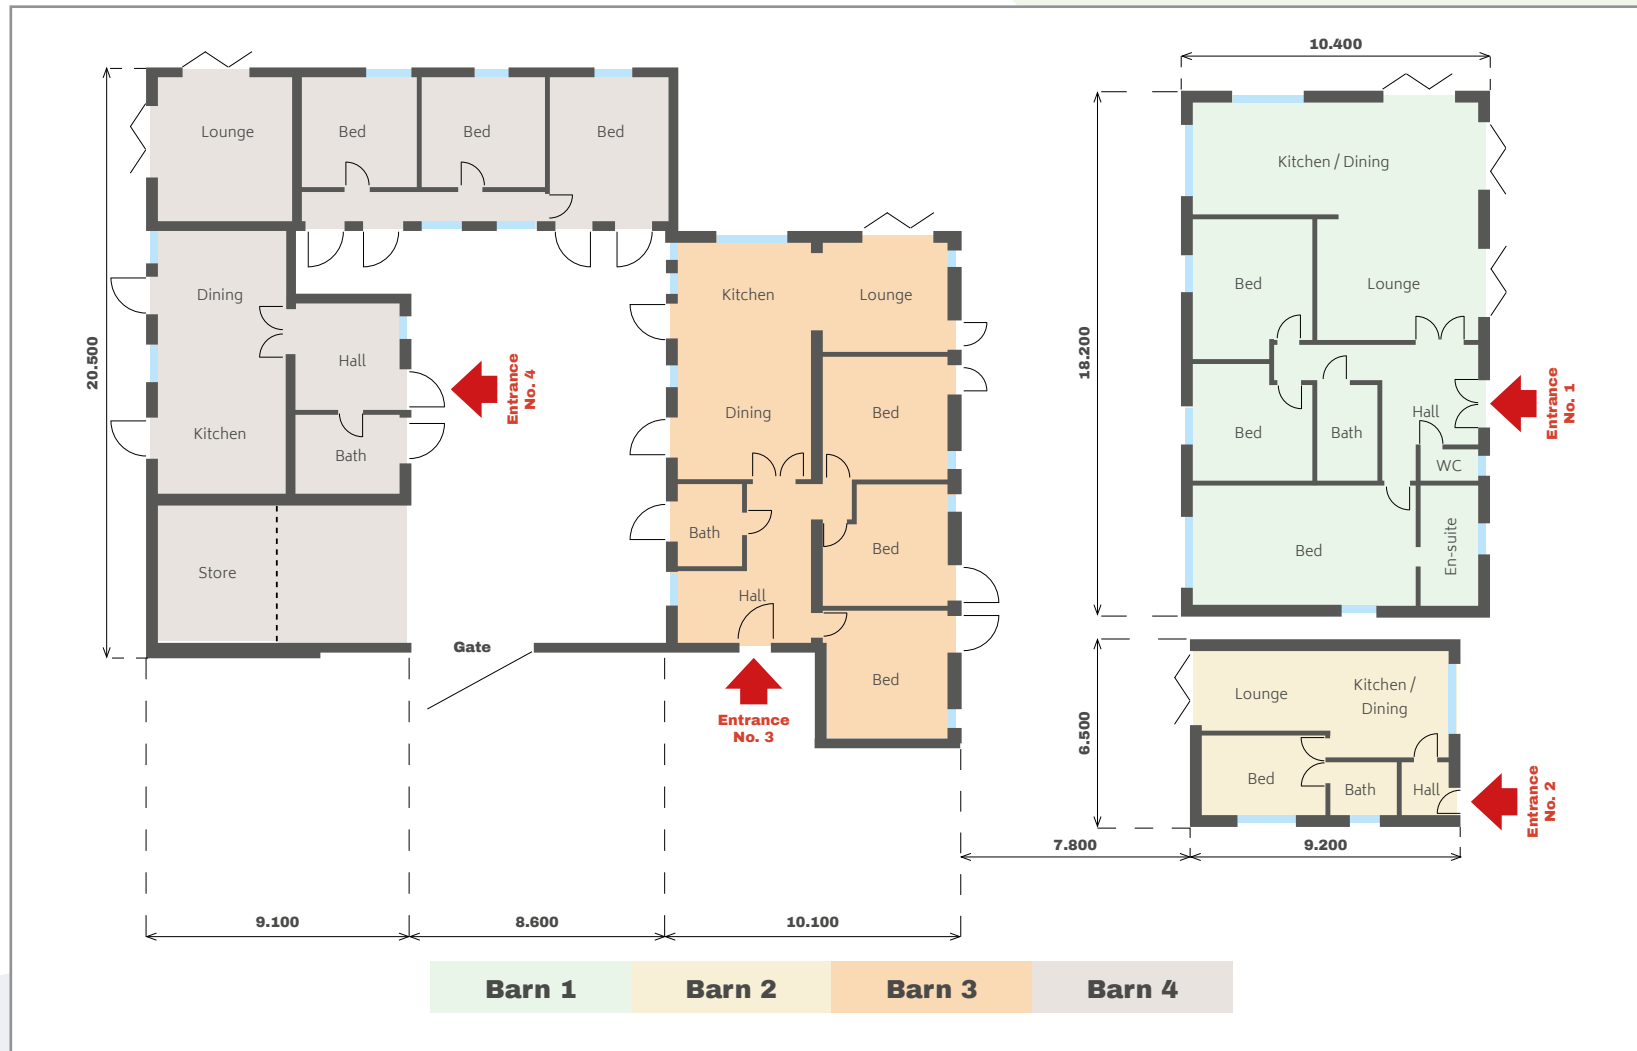 10.400
Lounge
Bed
Bed
Bed
Kitchen / Dining
20.500
18.200
Dining
Kitchen
Lounge
Bed
Lounge
Hall
Entrance
No. 4
Dining
Bed
Kitchen
Bath
Bed
Bath
Hall
WC
Entrance
No. 1
Bath
Bed
Bed
En-suite
Store
Hall
Gate
Bed
Entrance
No. 3
6.500
Lounge
Kitchen /
Dining
Bed
Bath
Hall
Entrance
No. 2
7.800
9.200
9.100
8.600
10.100
Barn 1
Barn 2
Barn 3
Barn 4